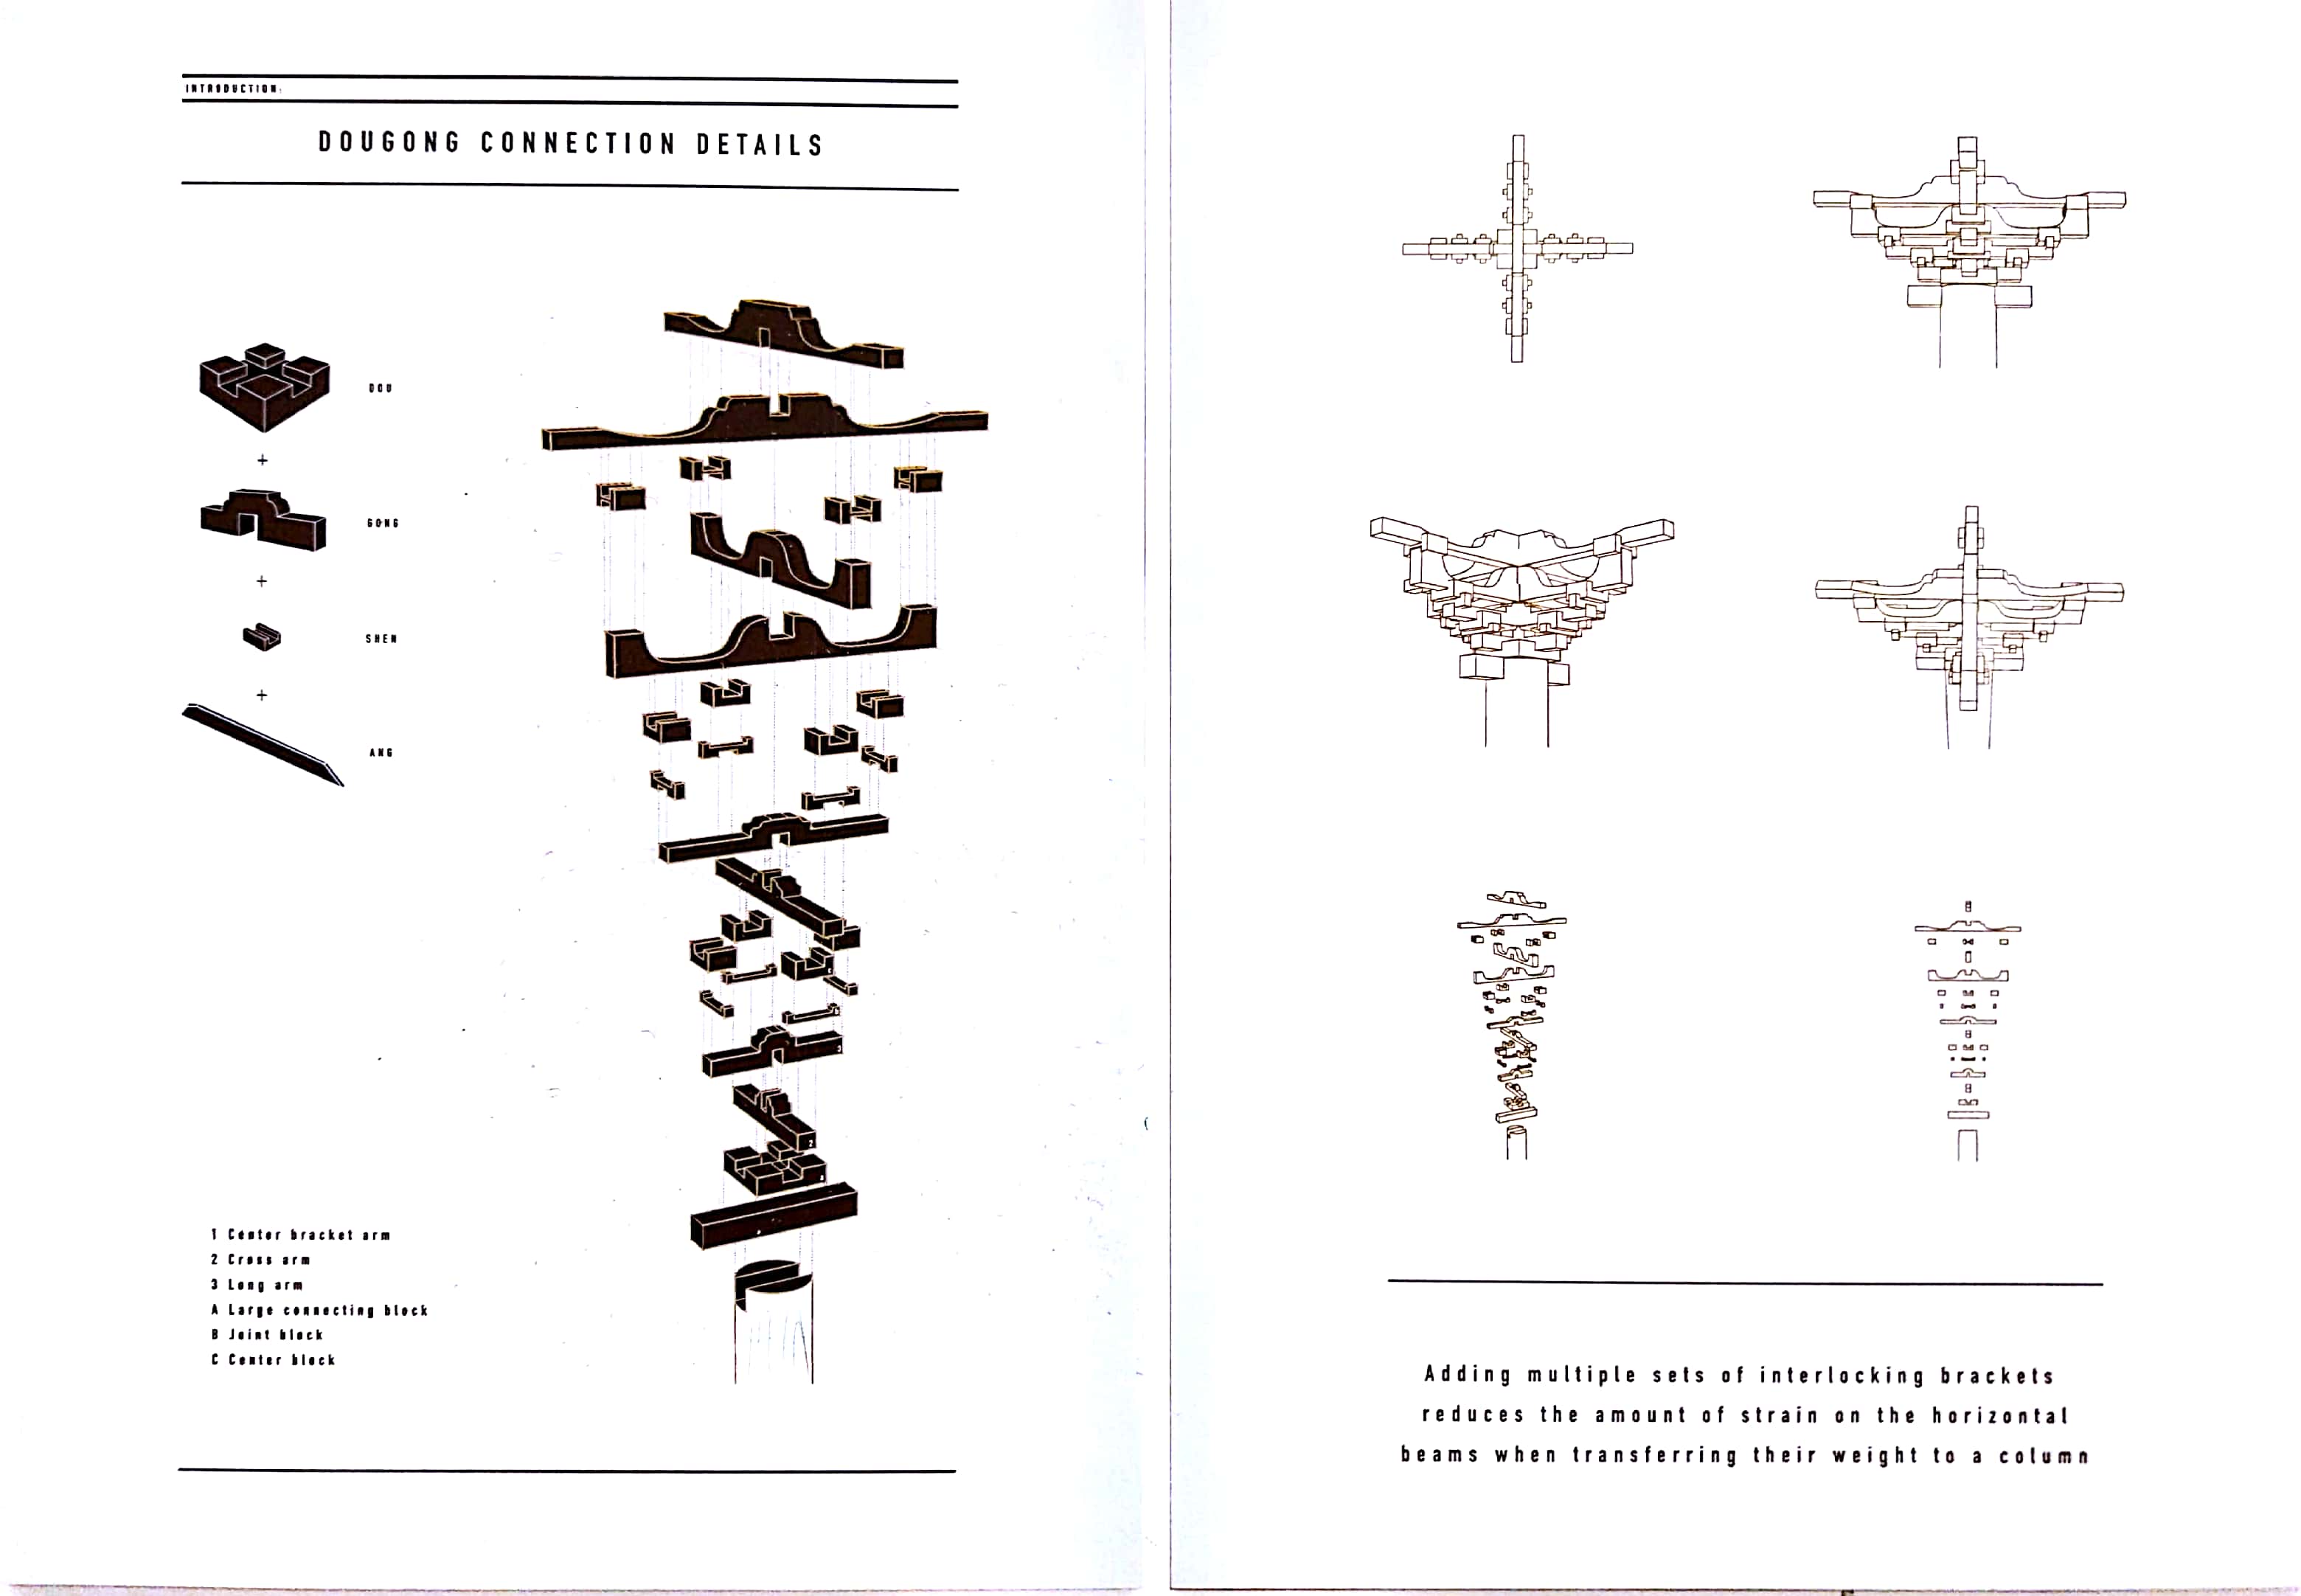 INTRODUCTION:
DOUGONG CONNECTION DETAILS
DOU
+
GONG
+
SHEN
+
ANG
3
2
1 Center bracket arm
2 Cross arm
3 Long arm
A Large connecting block
B Joint block
C Center block
Adding multiple sets of interlocking brackets
reduces the amount of strain on the horizontal
beams when transferring their weight to a column